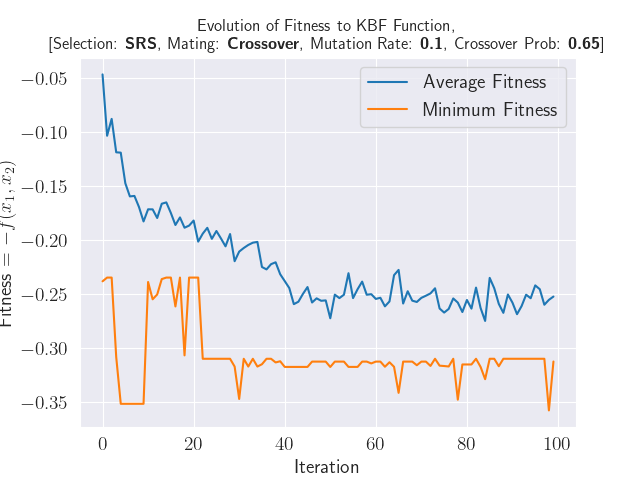 Evolution of Fitness to KBF Function,
[Selection: SRS, Mating: Crossover, Mutation Rate: 0.1, Crossover Prob: 0.65]
Average Fitness
Minimum Fitness
Fitness = −f(x₁, x₂)
−0.05
−0.10
−0.15
−0.20
−0.25
−0.30
−0.35
0 20 40 60 80 100
Iteration